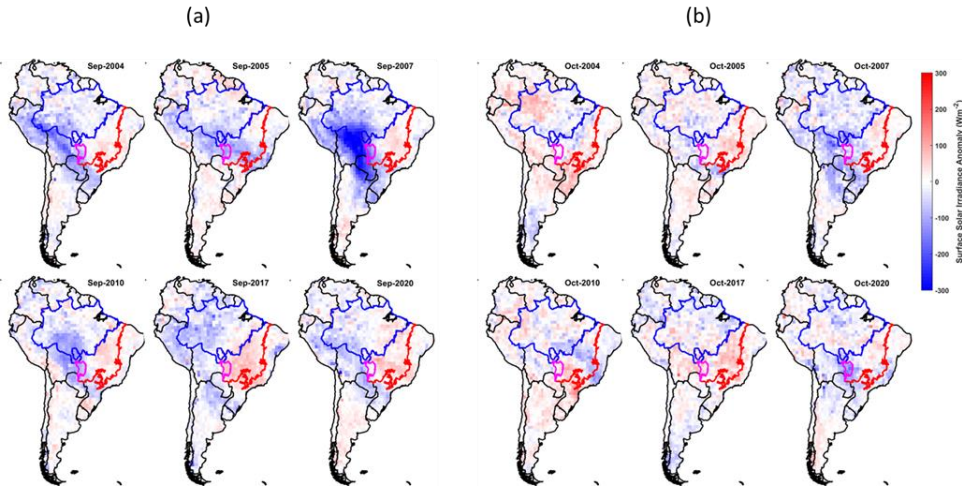 (a)
(b)
Sep-2004
Sep-2005
Sep-2007
Oct-2004
Oct-2005
Oct-2007
Sep-2010
Sep-2017
Sep-2020
Oct-2010
Oct-2017
Oct-2020
300
200
100
0
-100
-200
-300
Surface Solar Irradiance Anomaly (Wm⁻²)